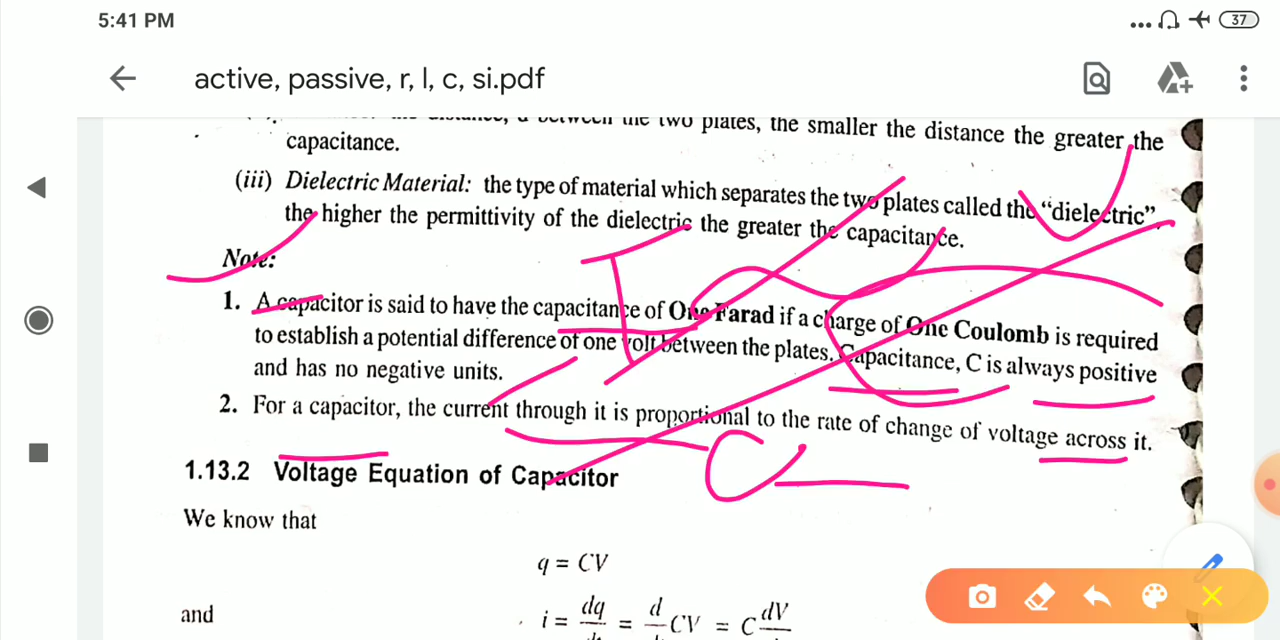 5:41 PM
37
active, passive, r, l, c, si.pdf
between the two plates, the smaller the distance the greater the
capacitance.
(iii) Dielectric Material: the type of material which separates the two plates called the “dielectric”
the higher the permittivity of the dielectric the greater the capacitance.
Note:
1. A capacitor is said to have the capacitance of One Farad if a charge of One Coulomb is required
to establish a potential difference of one volt between the plates. Capacitance, C is always positive
and has no negative units.
2. For a capacitor, the current through it is proportional to the rate of change of voltage across it.
1.13.2 Voltage Equation of Capacitor
We know that
q = CV
and
i = dq = d CV = C dV